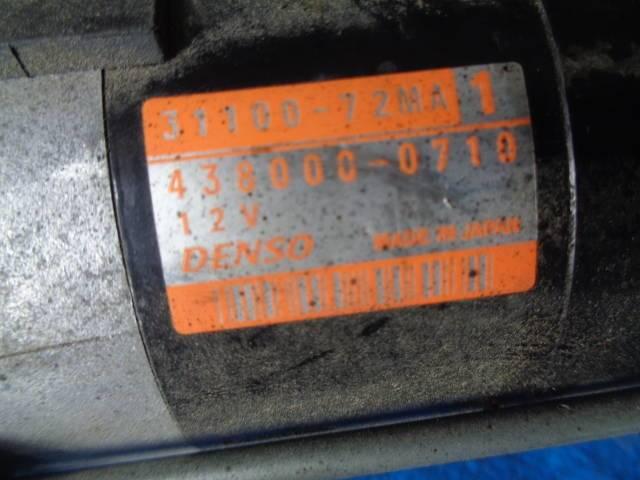 31100-72MA 1
438000-0710
12V
DENSO MADE IN JAPAN